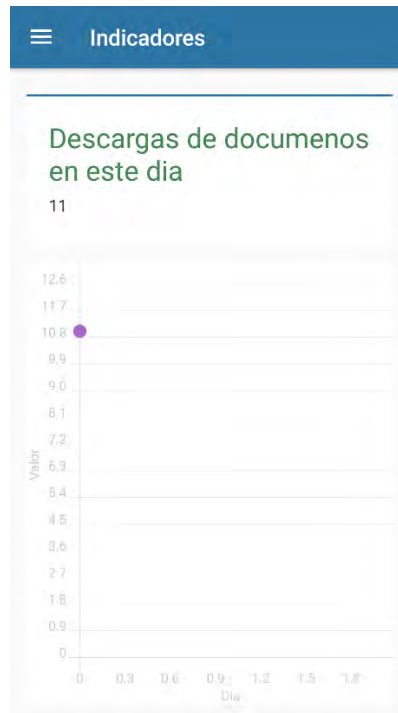 Indicadores
Descargas de documenos
en este dia
11
12.6
11.7
10.8
9.9
9.0
8.1
7.2
6.3
5.4
4.5
3.6
2.7
1.8
0.9
0
Valor
0 0.3 0.6 0.9 1.2 1.5 1.8
Dia